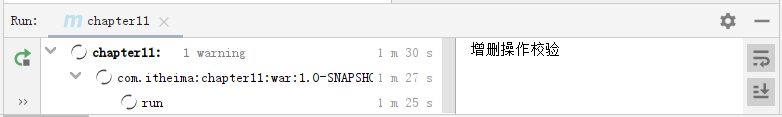 Run: chapter11
chapter11: 1 warning 1 m 30 s
com.itheima:chapter11:war:1.0-SNAPSHO 1 m 27 s
run 1 m 25 s
增删操作校验